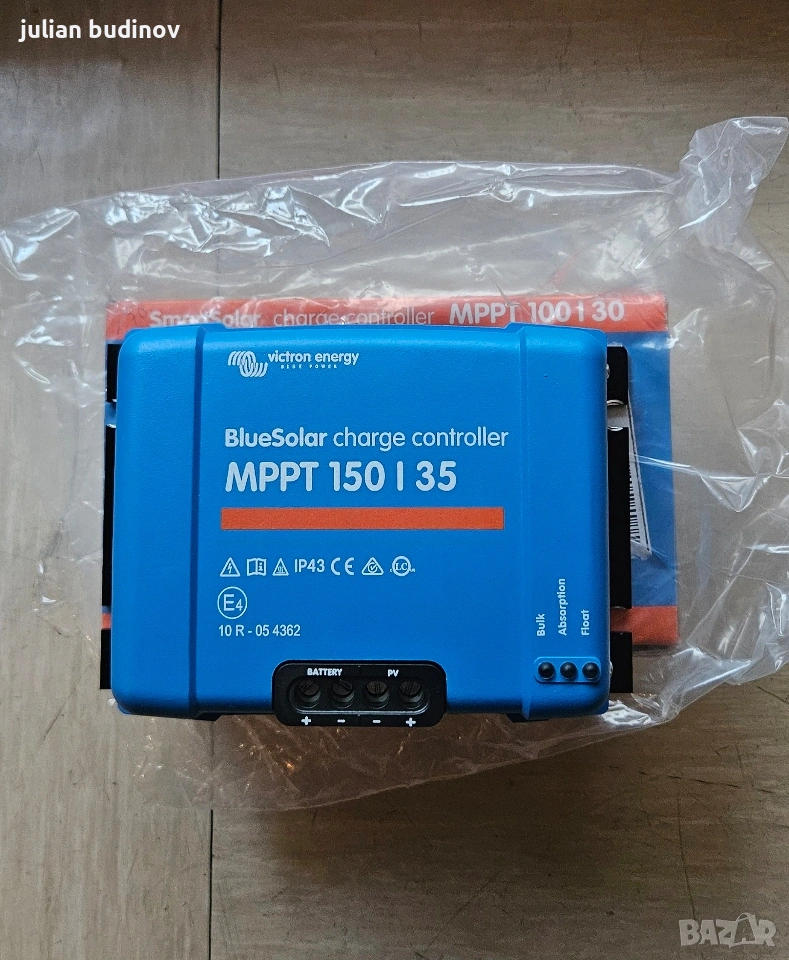 julian budinov
SmartSolar charge controller MPPT 100 | 30
victron energy
BLUE POWER
BlueSolar charge controller
MPPT 150 | 35
IP43 CE
E4
10 R - 05 4362
Bulk
Absorption
Float
BATTERY PV
+ - - +
BAZAR